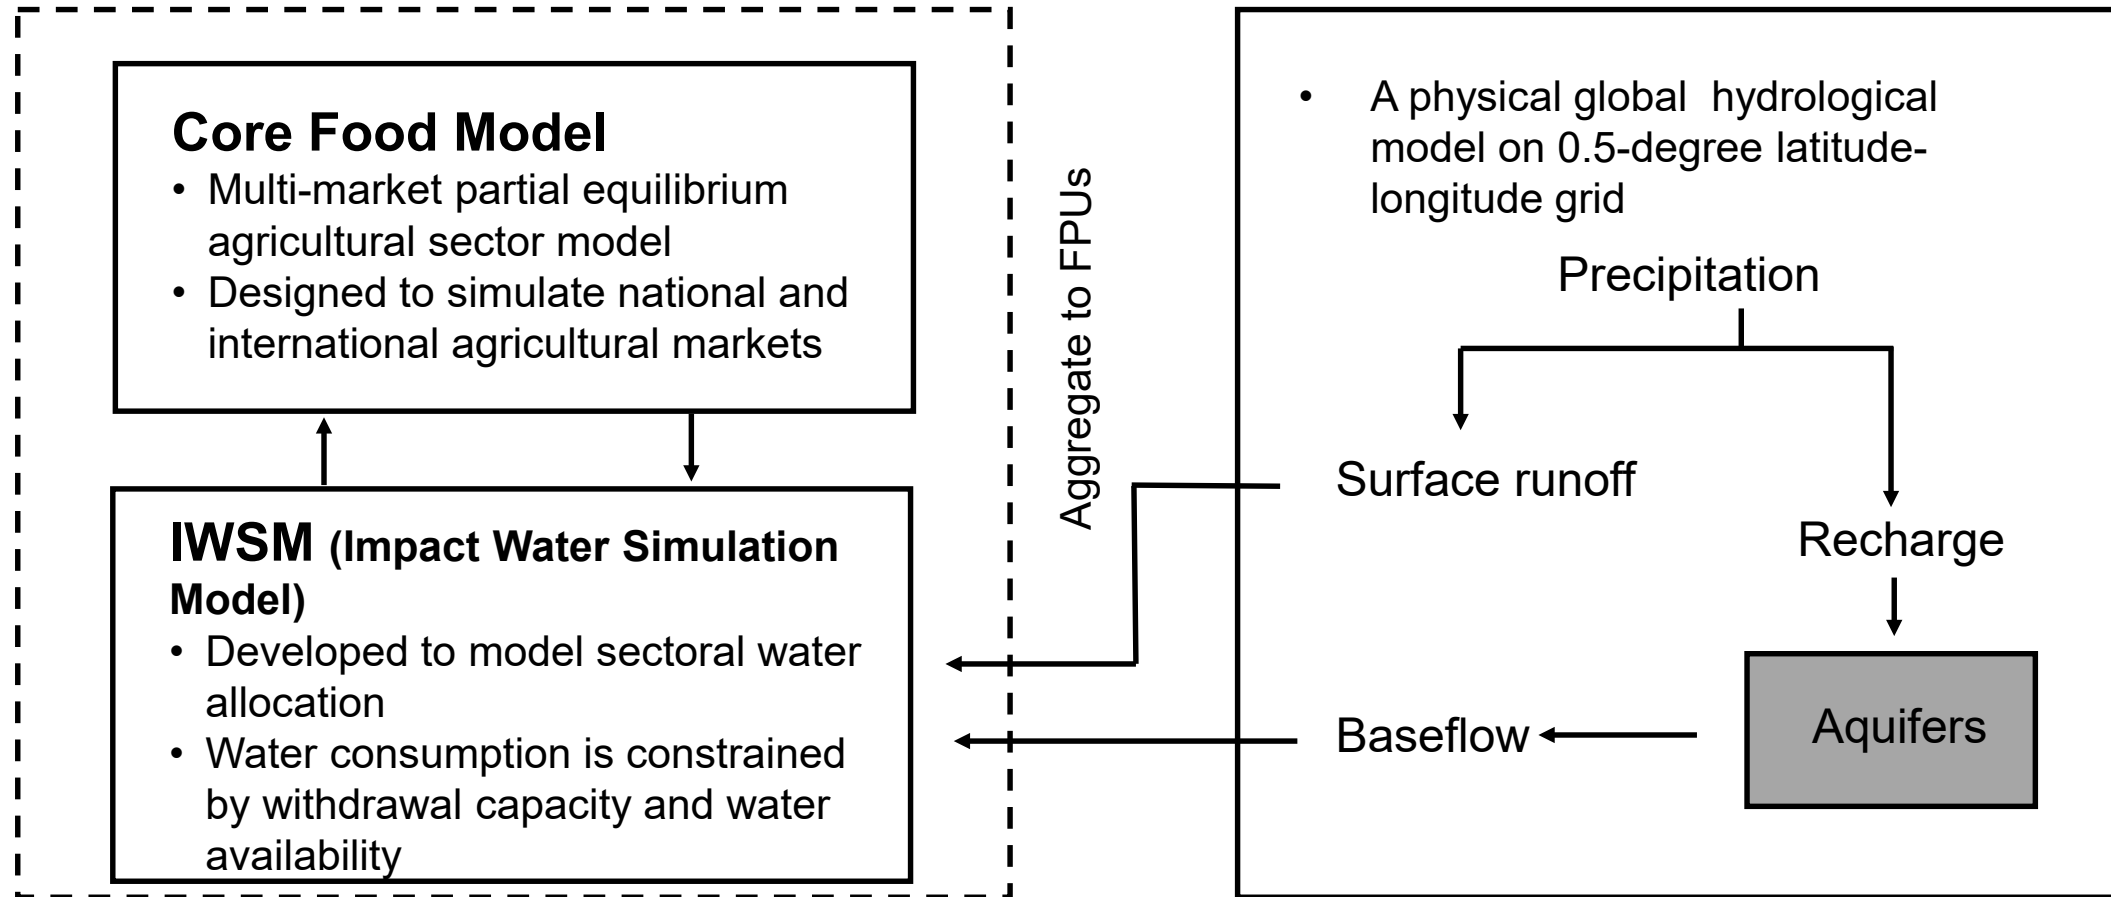 Core Food Model
• Multi-market partial equilibrium
agricultural sector model
• Designed to simulate national and
international agricultural markets
IWSM (Impact Water Simulation
Model)
• Developed to model sectoral water
allocation
• Water consumption is constrained
by withdrawal capacity and water
availability
Aggregate to FPUs
• A physical global  hydrological
model on 0.5-degree latitude-
longitude grid
Precipitation
Surface runoff
Recharge
Aquifers
Baseflow